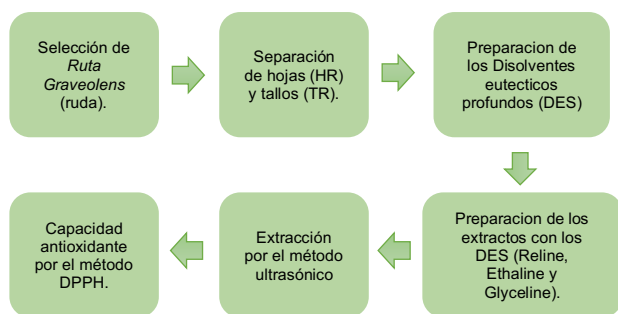 Selección de
Ruta
Graveolens
(ruda).
Separación
de hojas (HR)
y tallos (TR).
Preparacion de
los Disolventes
eutecticos
profundos (DES)
Preparacion de los
extractos con los
DES (Reline,
Ethaline y
Glyceline).
Extracción
por el método
ultrasónico
Capacidad
antioxidante
por el método
DPPH.